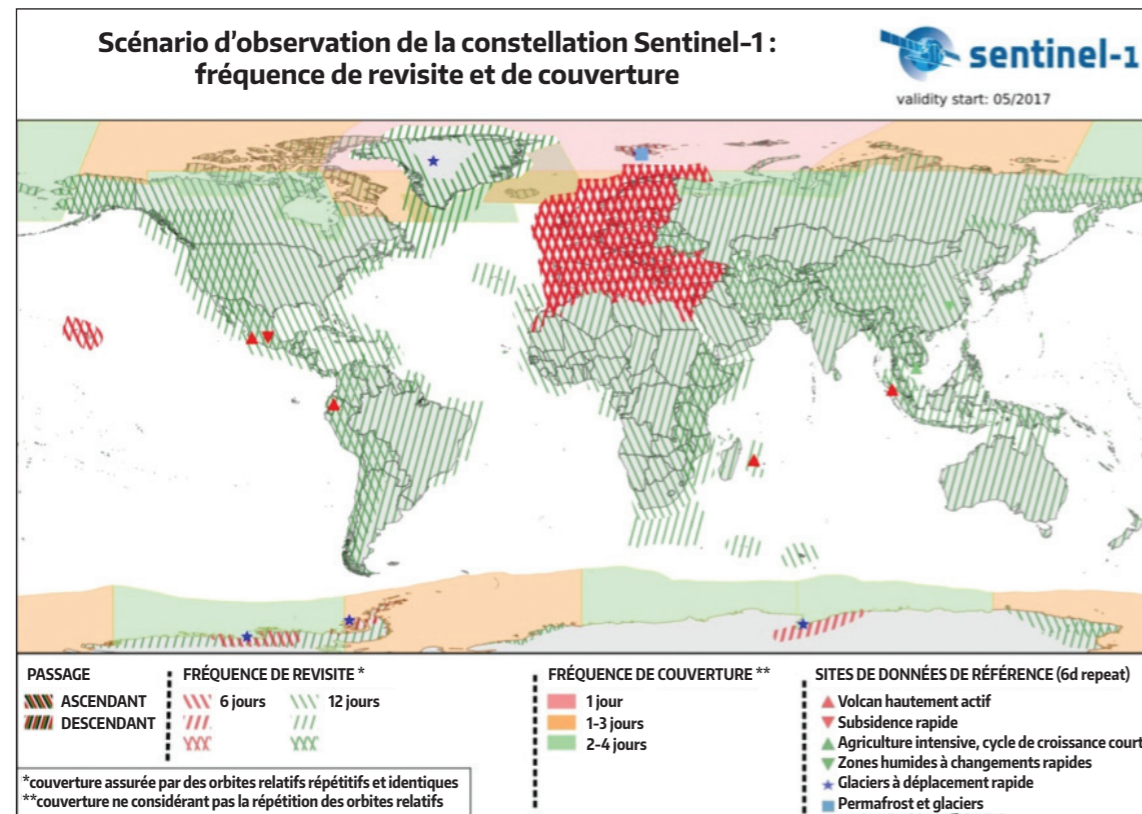 Scénario d’observation de la constellation Sentinel-1 :
fréquence de revisite et de couverture
sentinel-1
validity start: 05/2017
PASSAGE
ASCENDANT
DESCENDANT
FRÉQUENCE DE REVISITE *
6 jours
12 jours
FRÉQUENCE DE COUVERTURE **
1 jour
1-3 jours
2-4 jours
SITES DE DONNÉES DE RÉFÉRENCE (6d repeat)
Volcan hautement actif
Subsidence rapide
Agriculture intensive, cycle de croissance court
Zones humides à changements rapides
Glaciers à déplacement rapide
Permafrost et glaciers
*couverture assurée par des orbites relatifs répétitifs et identiques
**couverture ne considérant pas la répétition des orbites relatifs